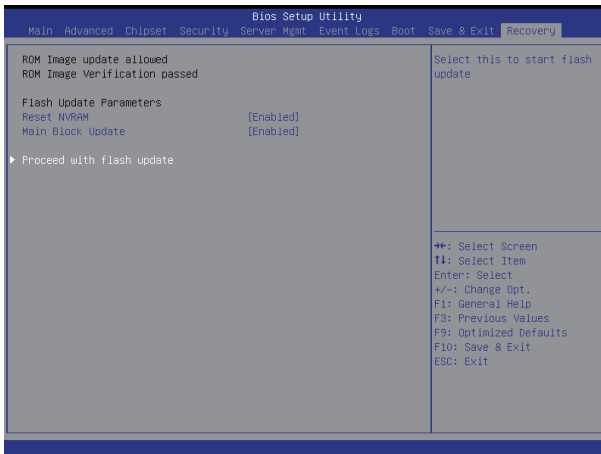 Bios Setup Utility
Main Advanced Chipset Security Server Mgmt Event Logs Boot Save & Exit Recovery
ROM Image update allowed
ROM Image Verification passed
Flash Update Parameters
Reset NVRAM [Enabled]
Main Block Update [Enabled]
Proceed with flash update
Select this to start flash
update
→←: Select Screen
↑↓: Select Item
Enter: Select
+/-: Change Opt.
F1: General Help
F3: Previous Values
F9: Optimized Defaults
F10: Save & Exit
ESC: Exit